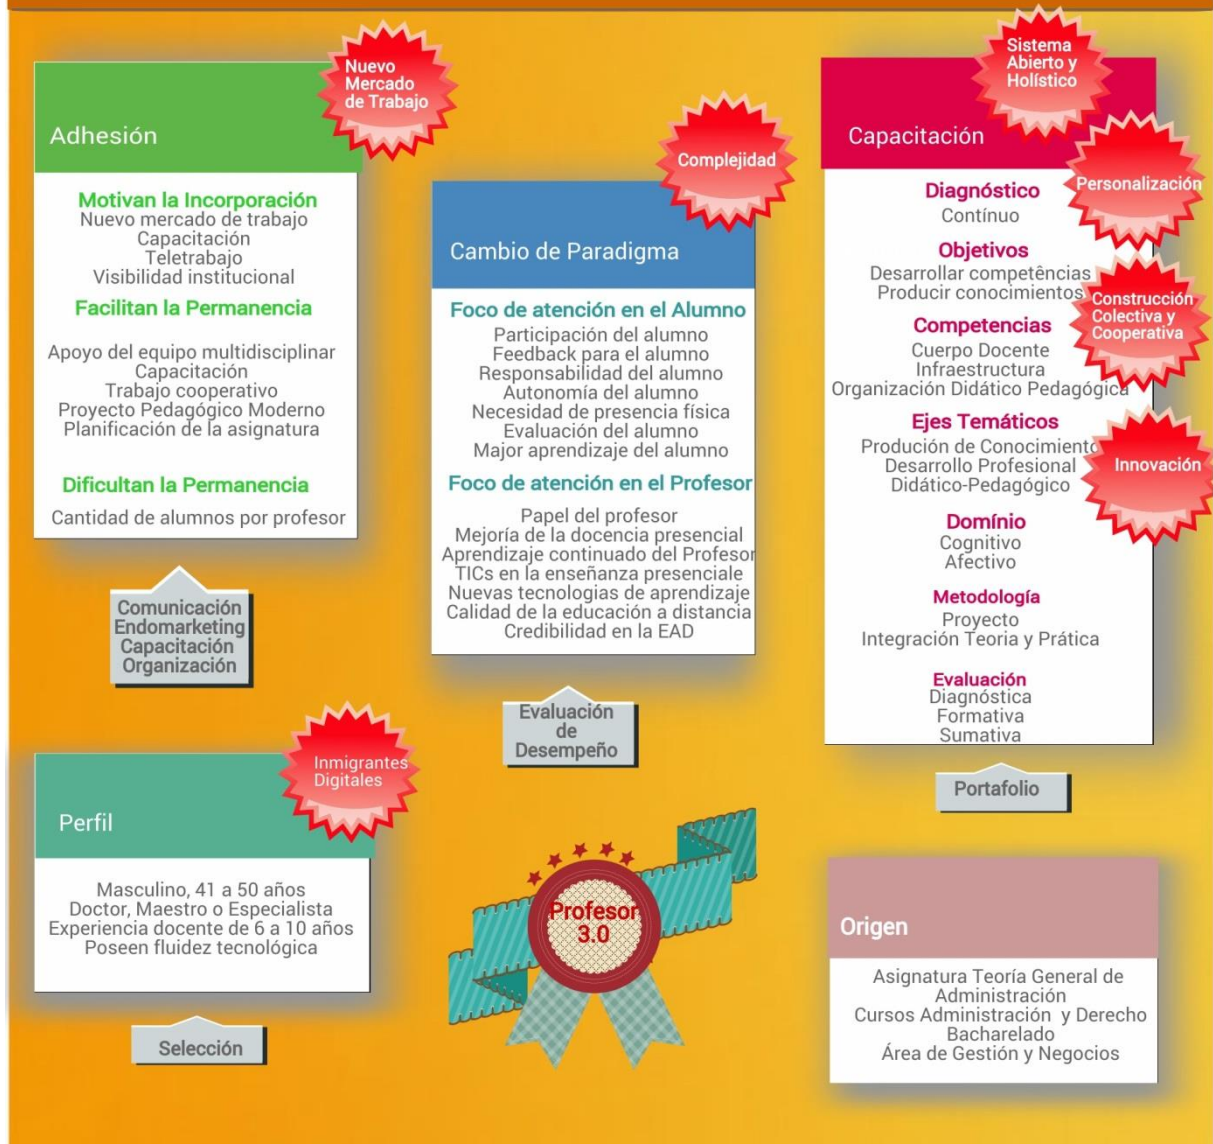 Nuevo
Mercado
de Trabajo
Adhesión
Motivan la Incorporación
Nuevo mercado de trabajo
Capacitación
Teletrabajo
Visibilidad institucional
Facilitan la Permanencia
Apoyo del equipo multidisciplinar
Capacitación
Trabajo cooperativo
Proyecto Pedagógico Moderno
Planificación de la asignatura
Dificultan la Permanencia
Cantidad de alumnos por profesor
Comunicación
Endomarketing
Capacitación
Organización
Inmigrantes
Digitales
Perfil
Masculino, 41 a 50 años
Doctor, Maestro o Especialista
Experiencia docente de 6 a 10 años
Poseen fluidez tecnológica
Selección
Complejidad
Cambio de Paradigma
Foco de atención en el Alumno
Participación del alumno
Feedback para el alumno
Responsabilidad del alumno
Autonomía del alumno
Necesidad de presencia física
Evaluación del alumno
Major aprendizaje del alumno
Foco de atención en el Profesor
Papel del profesor
Mejoría de la docencia presencial
Aprendizaje continuado del Profesor
TICs en la enseñanza presenciale
Nuevas tecnologias de aprendizaje
Calidad de la educación a distancia
Credibilidad en la EAD
Evaluación
de
Desempeño
Profesor
3.0
Sistema
Abierto y
Holístico
Capacitación
Personalización
Diagnóstico
Contínuo
Objetivos
Desarrollar competências
Producir conocimientos
Construcción
Colectiva y
Cooperativa
Competencias
Cuerpo Docente
Infraestructura
Organización Didático Pedagógica
Ejes Temáticos
Produción de Conocimiento
Desarrollo Profesional
Didático-Pedagógico
Innovación
Domínio
Cognitivo
Afectivo
Metodología
Proyecto
Integración Teoria y Prática
Evaluación
Diagnóstica
Formativa
Sumativa
Portafolio
Origen
Asignatura Teoría General de
Administración
Cursos Administración y Derecho
Bacharelado
Área de Gestión y Negocios